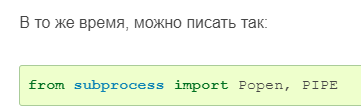 В то же время, можно писать так:
from subprocess import Popen, PIPE